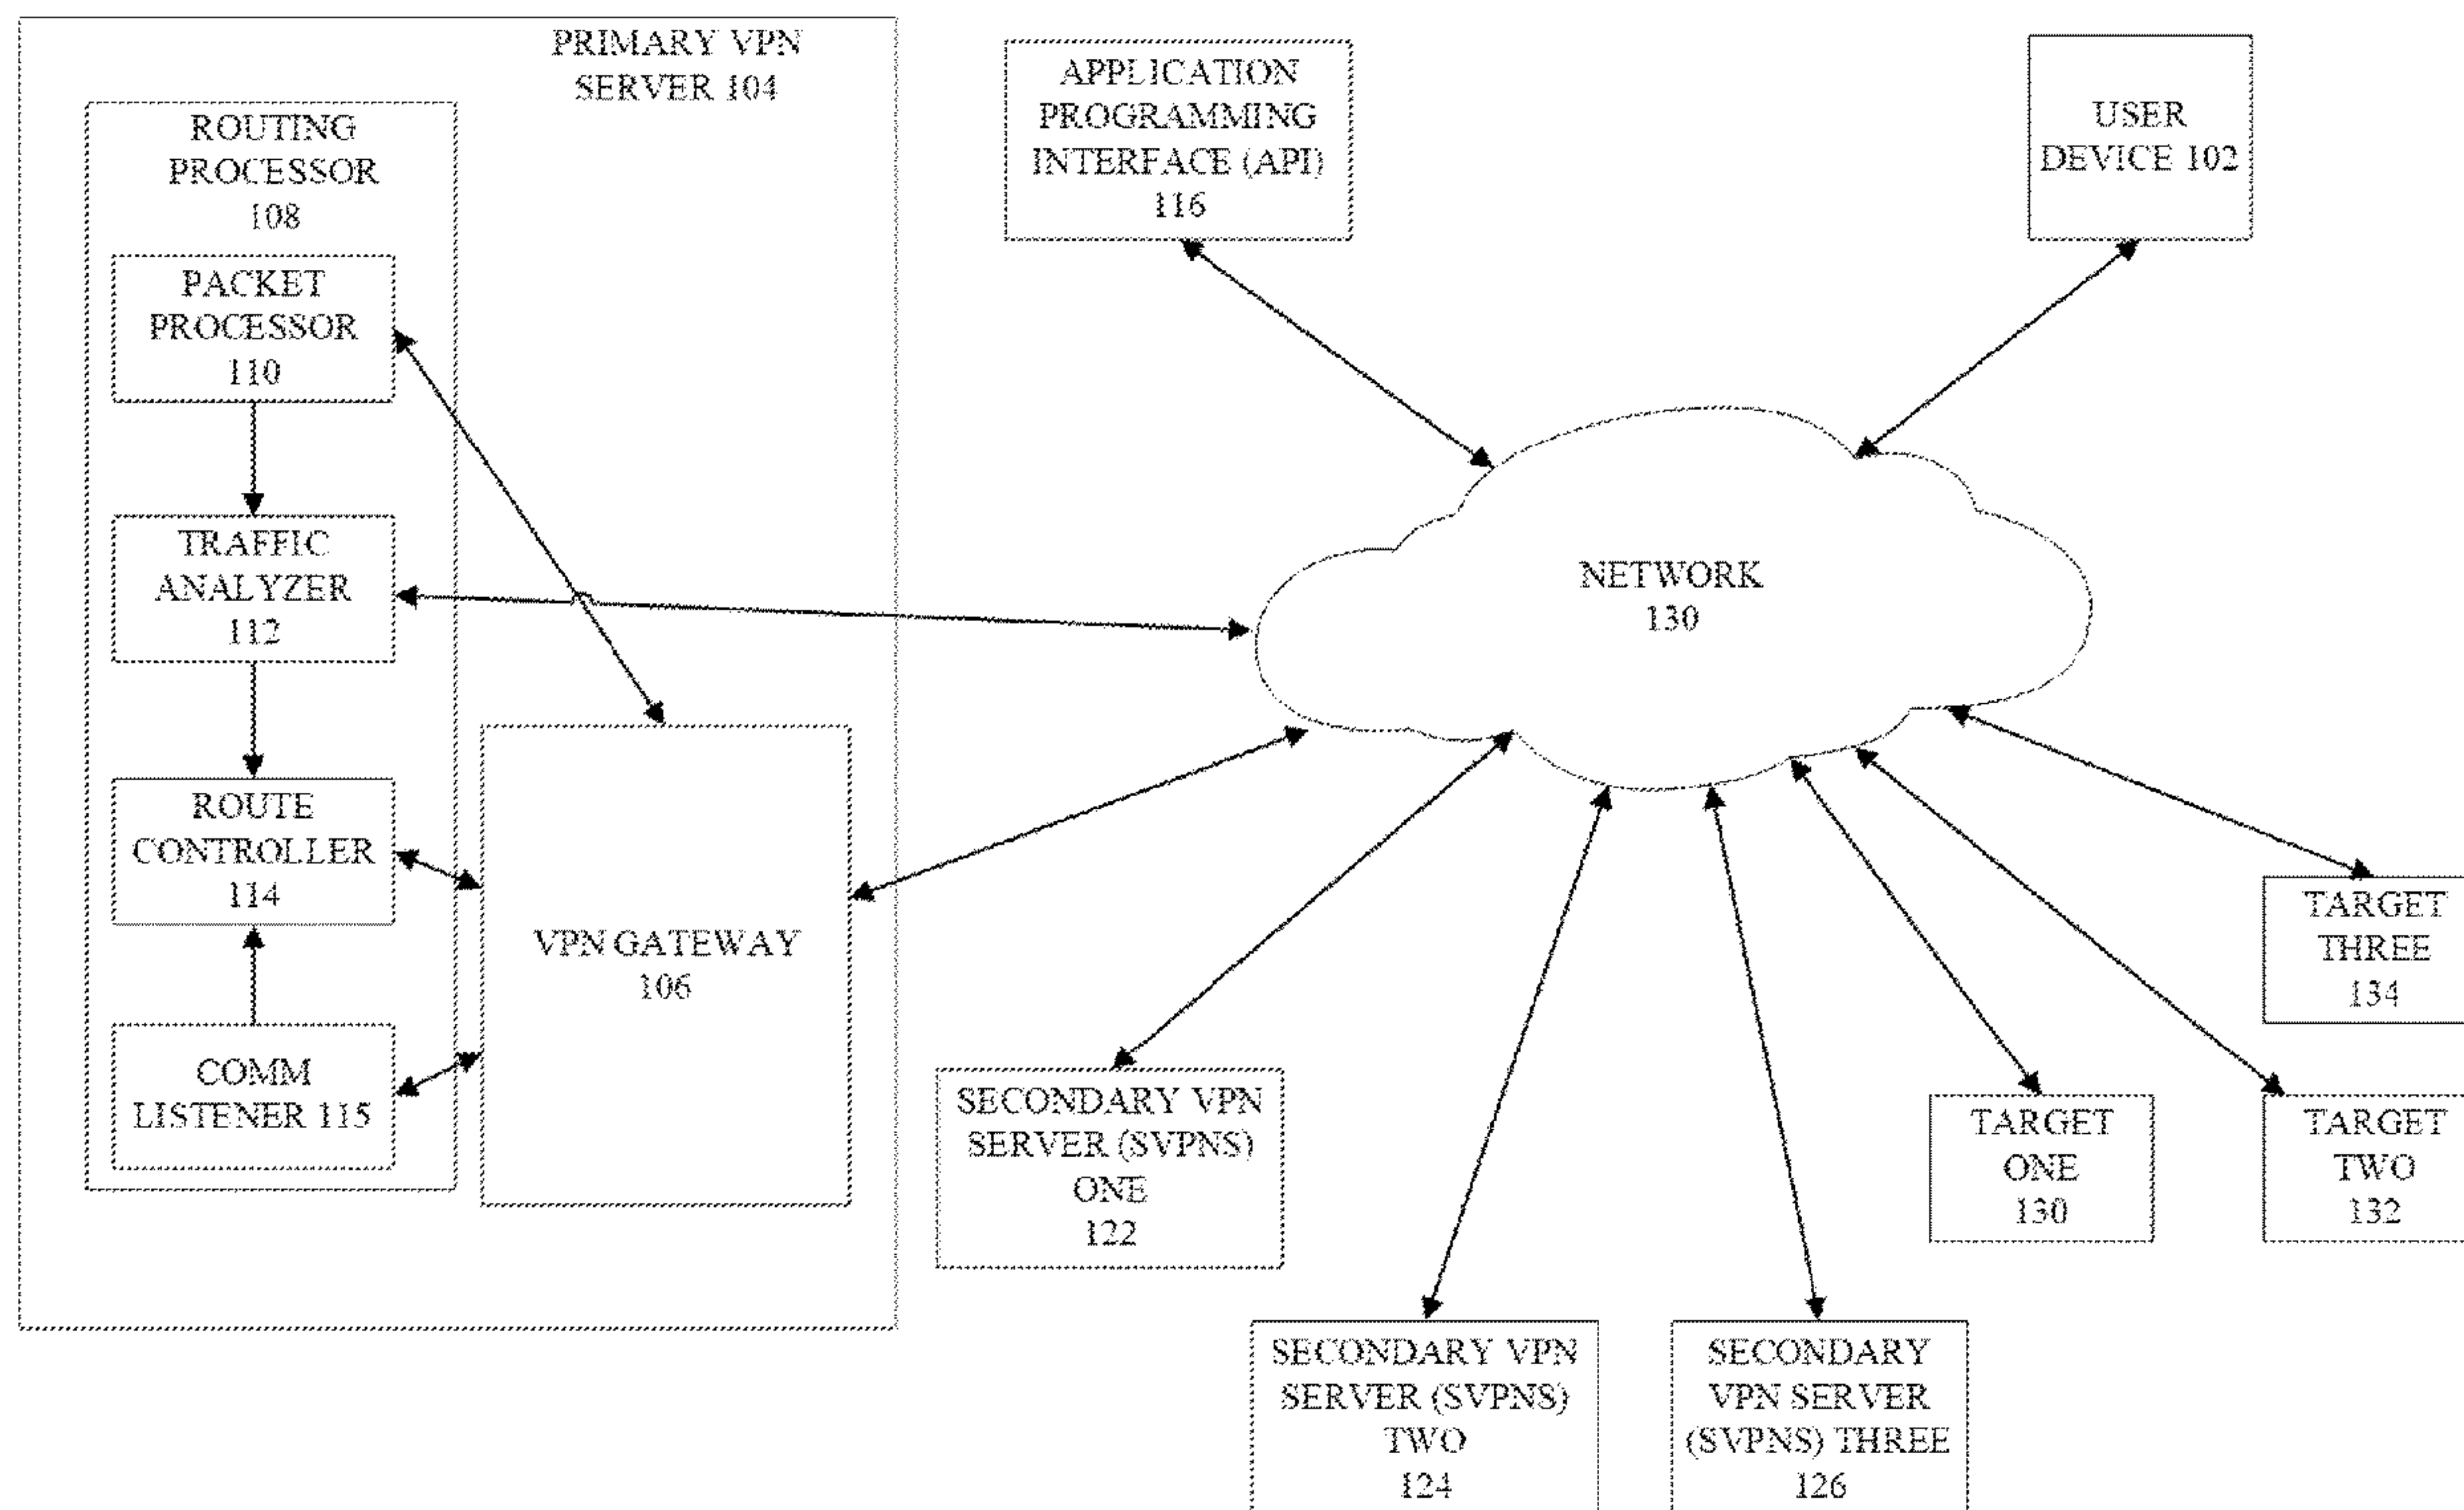 PRIMARY VPN
SERVER 104
ROUTING
PROCESSOR
108
PACKET
PROCESSOR
110
TRAFFIC
ANALYZER
112
ROUTE
CONTROLLER
114
COMM
LISTENER 115
VPN GATEWAY
106
APPLICATION
PROGRAMMING
INTERFACE (API)
116
USER
DEVICE 102
NETWORK
130
SECONDARY VPN
SERVER (SVPNS)
ONE
122
SECONDARY VPN
SERVER (SVPNS)
TWO
124
SECONDARY
VPN SERVER
(SVPNS) THREE
126
TARGET
ONE
130
TARGET
TWO
132
TARGET
THREE
134